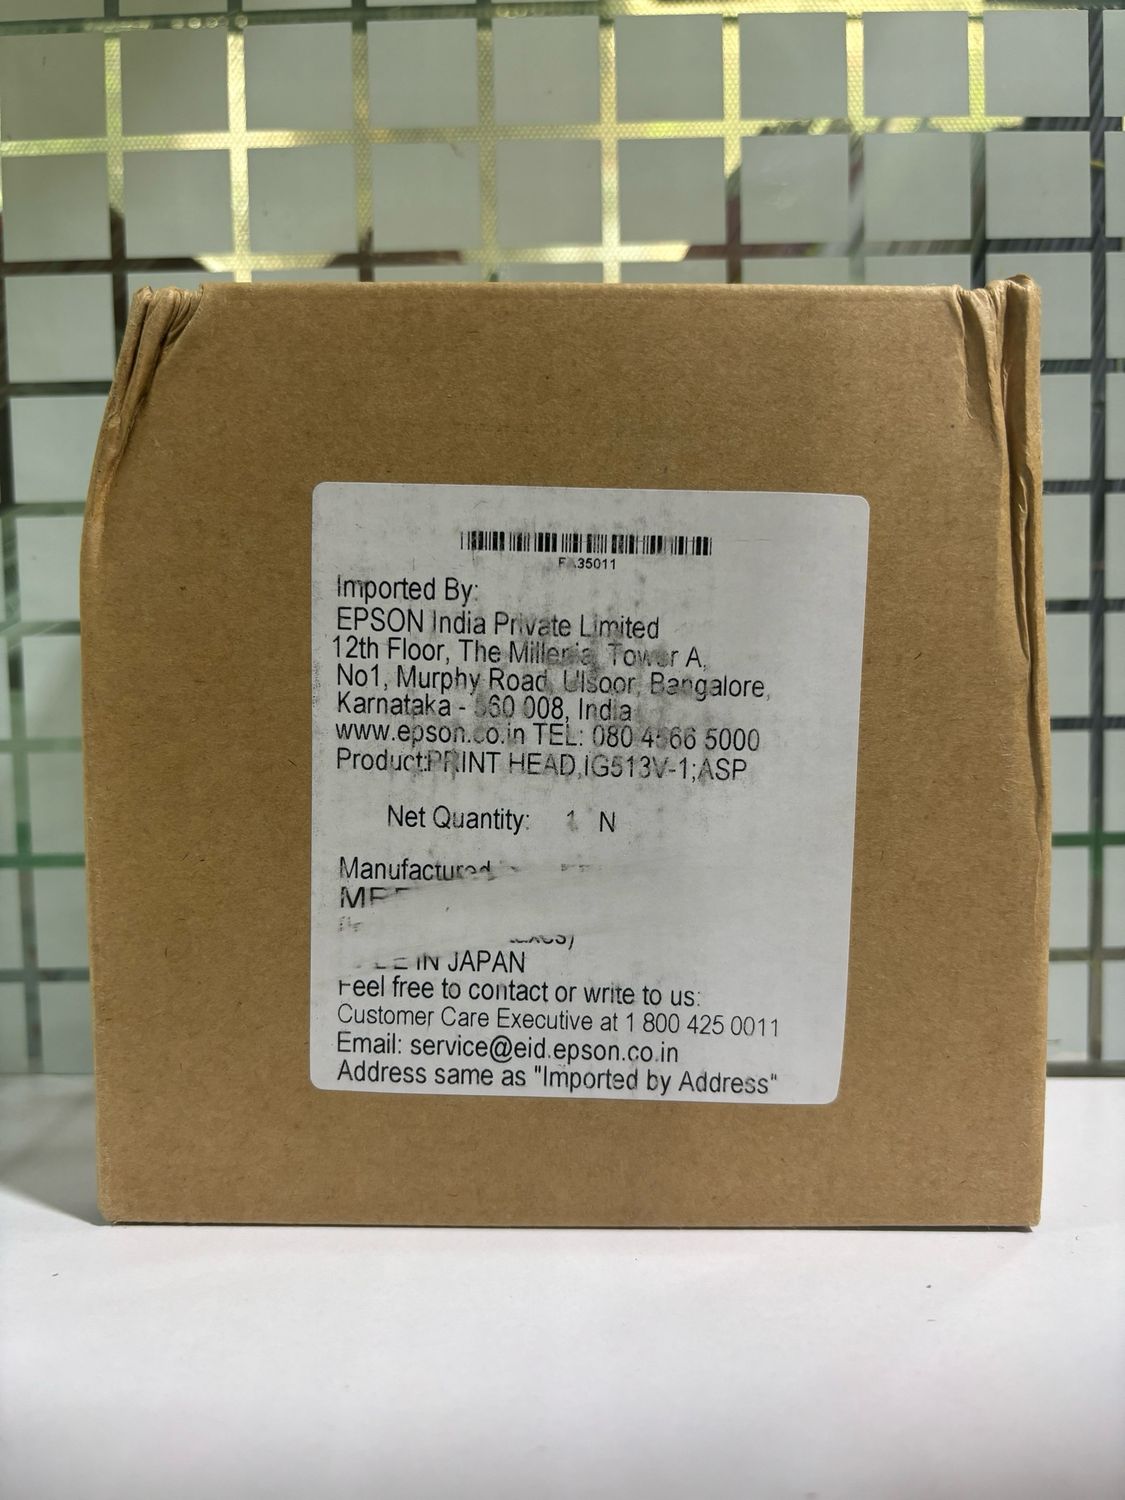 35011
Imported By:
EPSON India Private Limited
12th Floor, The Millenia, Tower A,
No1, Murphy Road, Ulsoor, Bangalore,
Karnataka - 560 008, India
www.epson.co.in TEL: 080 4566 5000
Product:PRINT HEAD,IG513V-1;ASP
Net Quantity: 1 N
Manufactured
IN JAPAN
Feel free to contact or write to us:
Customer Care Executive at 1 800 425 0011
Email: service@eid.epson.co.in
Address same as "Imported by Address"